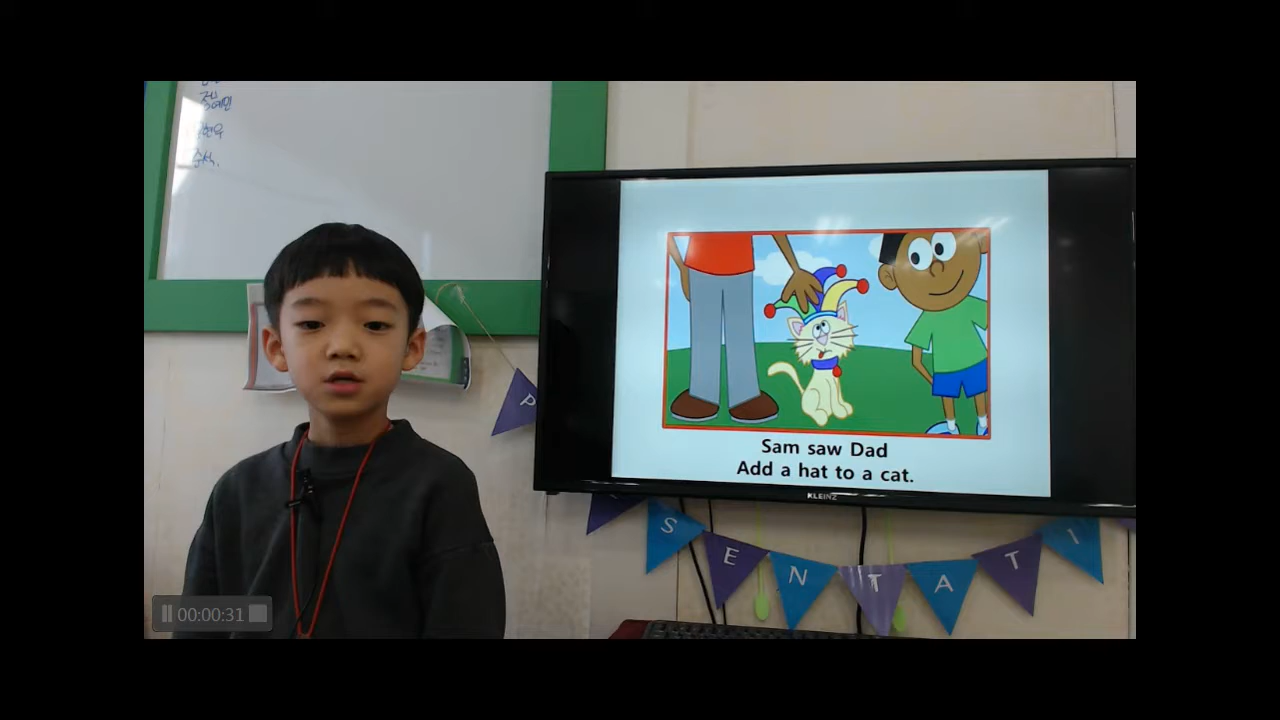 Sam saw Dad
Add a hat to a cat.
KLEINZ
P
S E N T A T I
00:00:31